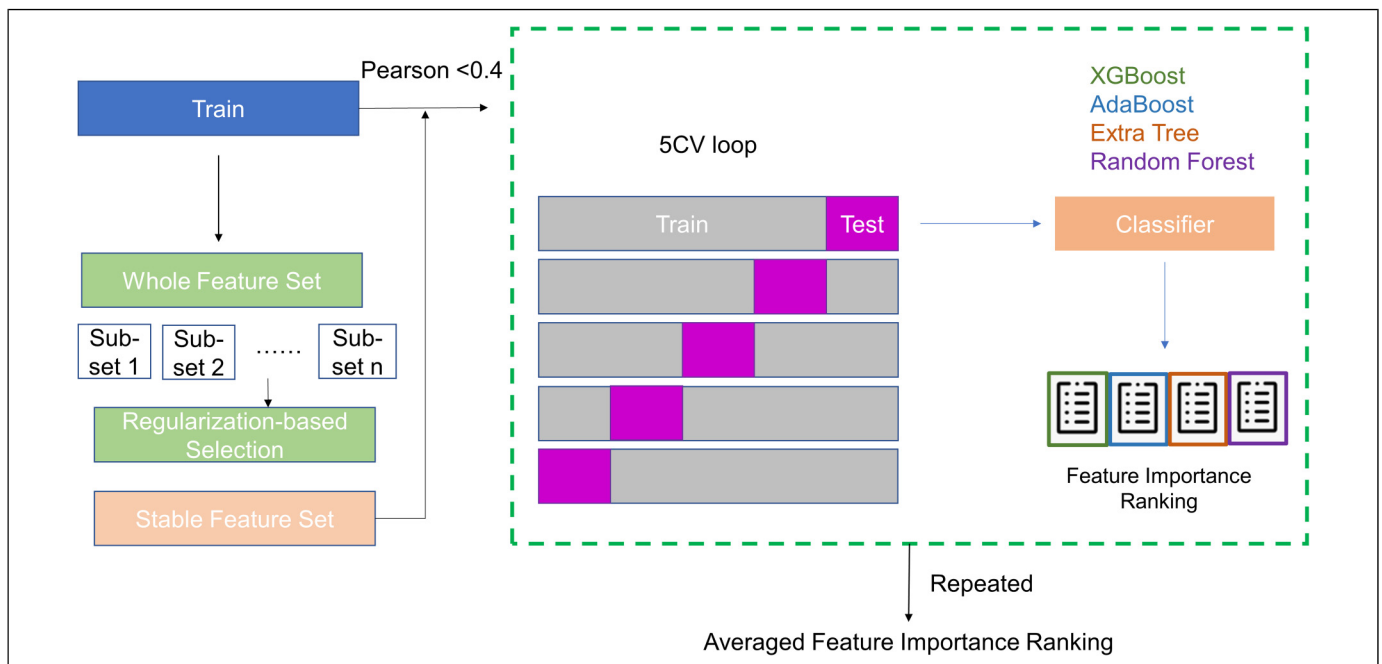 Pearson <0.4
Train
Whole Feature Set
Sub-
set 1
Sub-
set 2
......
Sub-
set n
Regularization-based
Selection
Stable Feature Set
5CV loop
Train
Test
XGBoost
AdaBoost
Extra Tree
Random Forest
Classifier
Feature Importance
Ranking
Repeated
Averaged Feature Importance Ranking